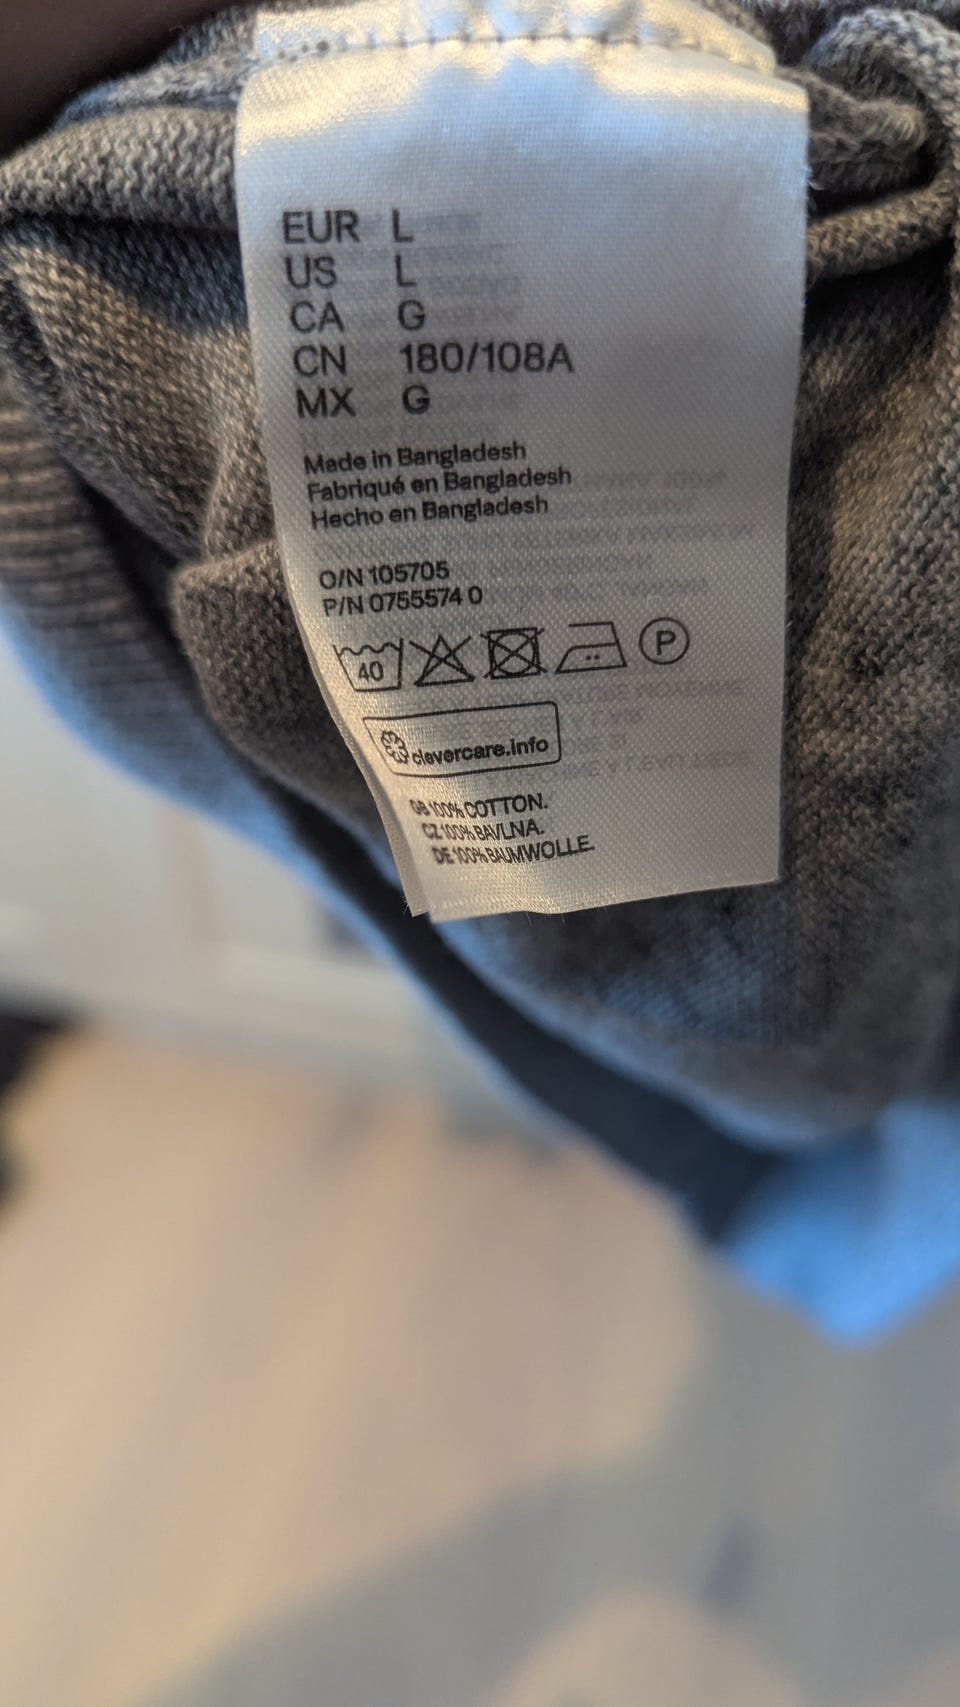 EUR L
US L
CA G
CN 180/108A
MX G
Made in Bangladesh
Fabriqué en Bangladesh
Hecho en Bangladesh
O/N 105705
P/N 0755574 0
40 P
clevercare.info
GB 100% COTTON.
CZ 100% BAVLNA.
DE 100% BAUMWOLLE.